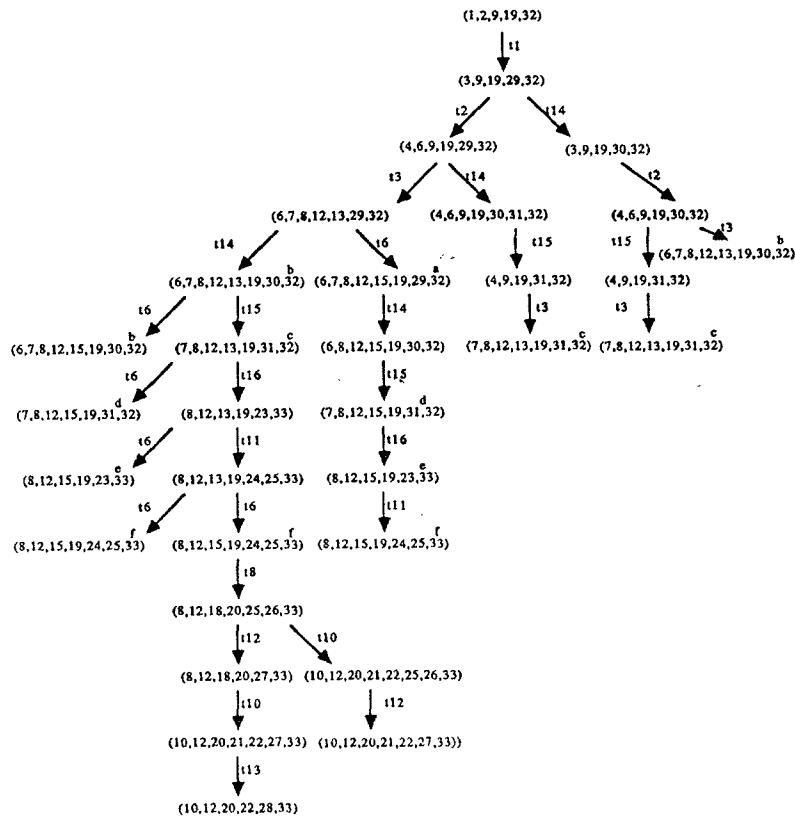 (1,2,9,19,32)
t1
(3,9,19,29,32)
t2 t14
(4,6,9,19,29,32) (3,9,19,30,32)
t3 t14 t2
(6,7,8,12,13,29,32) (4,6,9,19,30,31,32) (4,6,9,19,30,32)
t14 t6 t15 t15 t3
b
(6,7,8,12,13,19,30,32)
b a
(6,7,8,12,13,19,30,32) (6,7,8,12,15,19,29,32) (4,9,19,31,32) (4,9,19,31,32)
t6 t15 t14 t3 t3
b c c c
(6,7,8,12,15,19,30,32) (7,8,12,13,19,31,32) (6,8,12,15,19,30,32) (7,8,12,13,19,31,32) (7,8,12,13,19,31,32)
t6 t16 t15
d d
(7,8,12,15,19,31,32) (8,12,13,19,23,33) (7,8,12,15,19,31,32)
t6 t11 t16
e e
(8,12,15,19,23,33) (8,12,13,19,24,25,33) (8,12,15,19,23,33)
t6 t6 t11
f f f
(8,12,15,19,24,25,33) (8,12,15,19,24,25,33) (8,12,15,19,24,25,33)
t8
(8,12,18,20,25,26,33)
t12 t10
(8,12,18,20,27,33) (10,12,20,21,22,25,26,33)
t10 t12
(10,12,20,21,22,27,33) (10,12,20,21,22,27,33))
t13
(10,12,20,22,28,33)